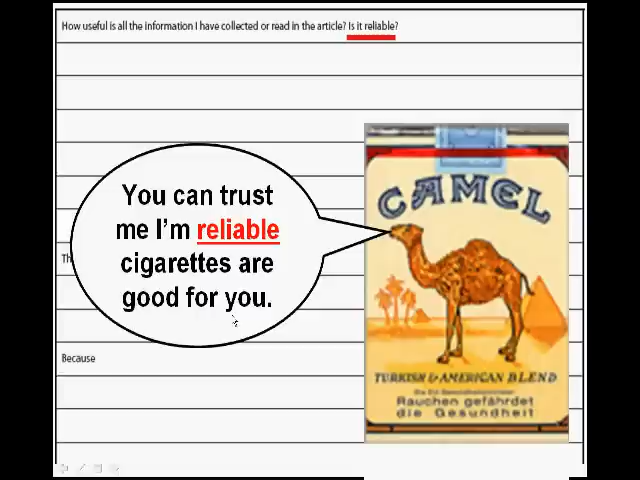 How useful is all the information I have collected or read in the article? Is it reliable?
You can trust
me I'm reliable
cigarettes are
good for you.
CAMEL
TURKISH & AMERICAN BLEND
Rauchen gefährdet
die Gesundheit
Because